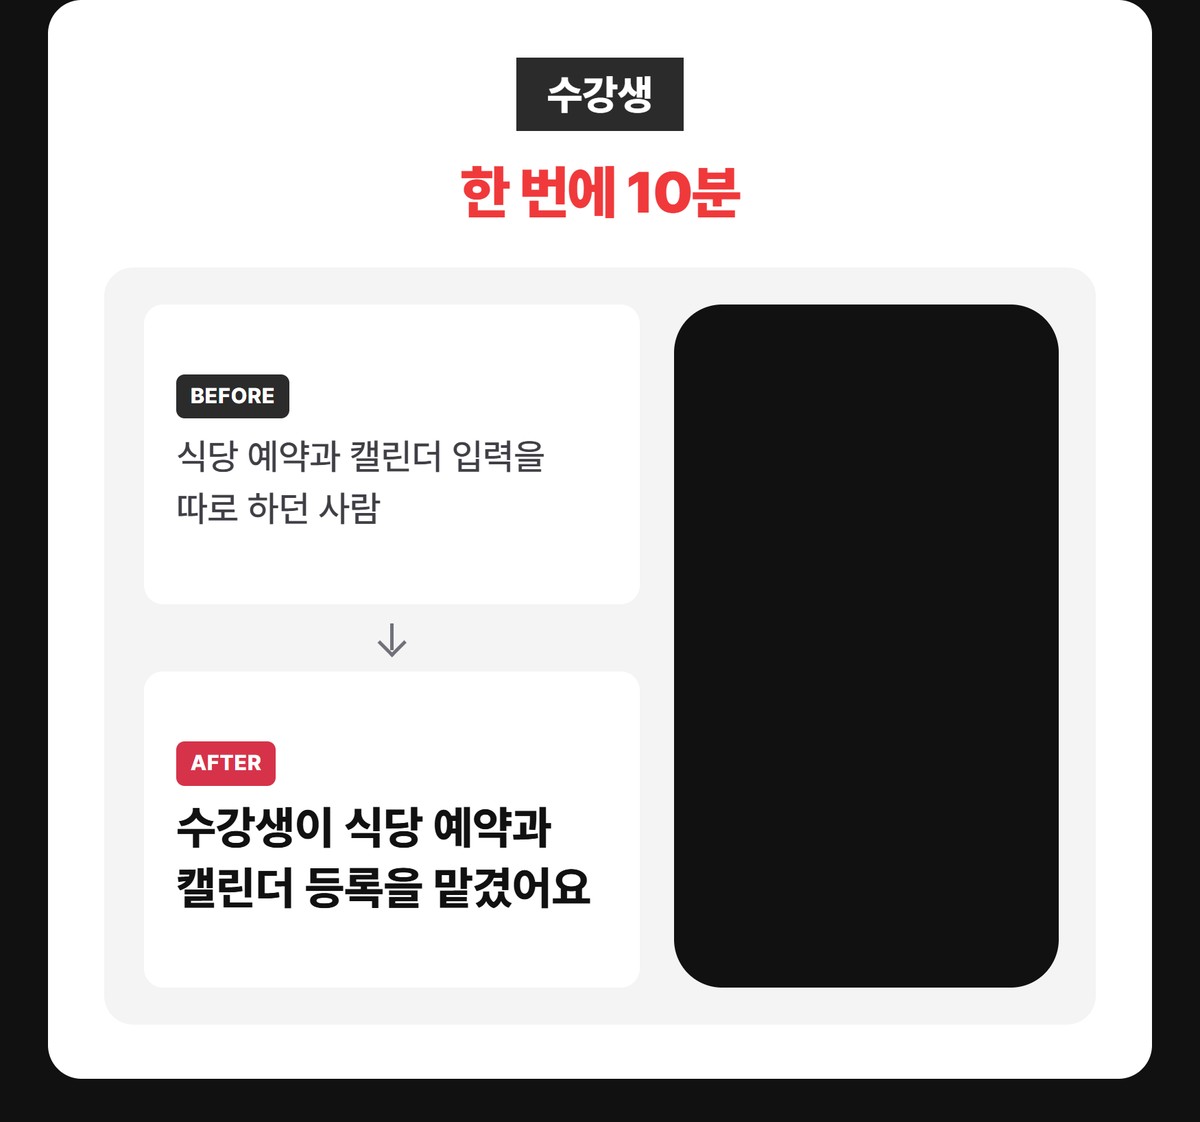 수강생
한 번에 10분
BEFORE
식당 예약과 캘린더 입력을
따로 하던 사람
AFTER
수강생이 식당 예약과
캘린더 등록을 맡겼어요